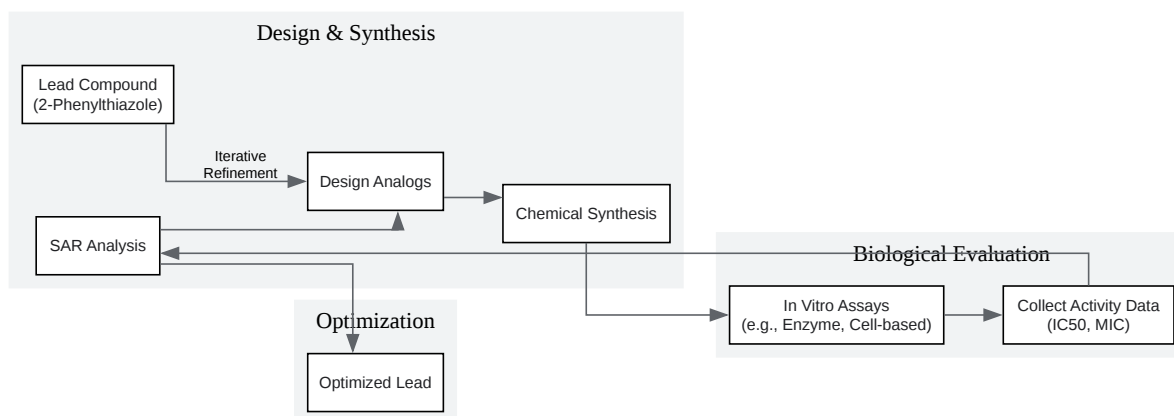 Design & Synthesis
Lead Compound
(2-Phenylthiazole)
Iterative
Refinement
Design Analogs
Chemical Synthesis
SAR Analysis
Biological Evaluation
In Vitro Assays
(e.g., Enzyme, Cell-based)
Collect Activity Data
(IC50, MIC)
Optimization
Optimized Lead